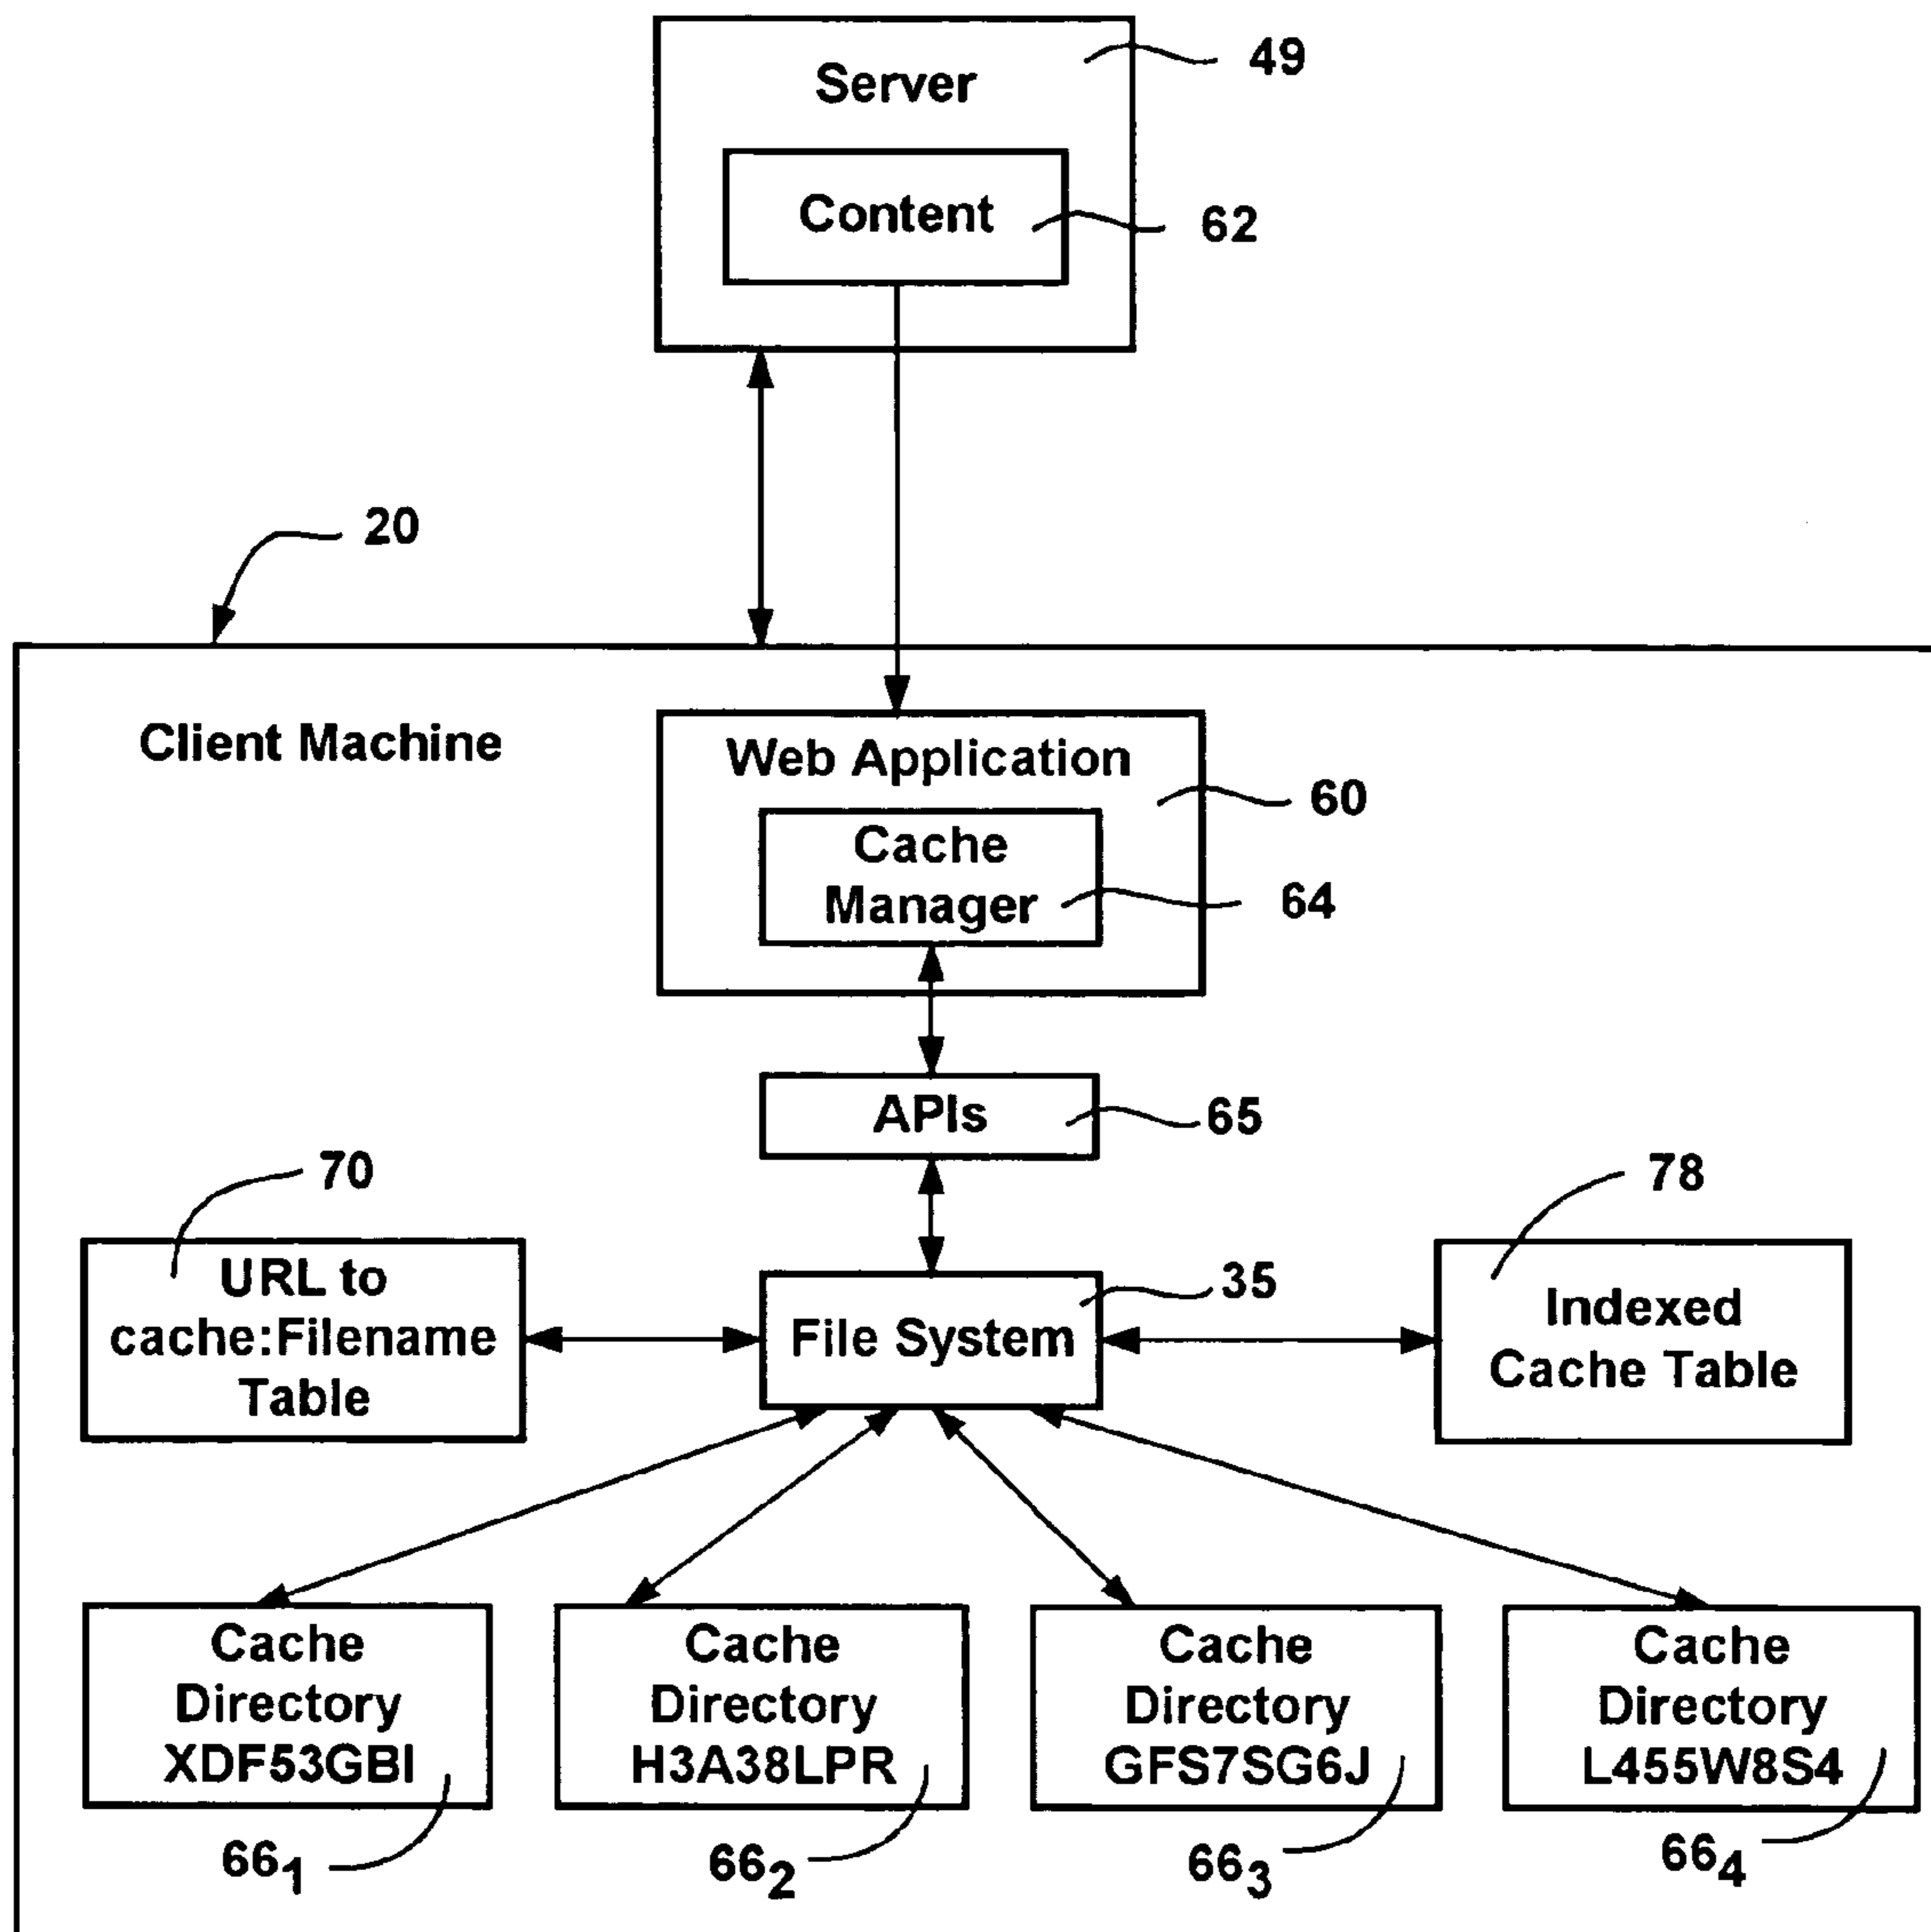 Server
49
Content
62
20
Client Machine
Web Application
60
Cache
Manager
64
APIs
65
70
78
URL to
cache:Filename
Table
File System
35
Indexed
Cache Table
Cache
Directory
XDF53GBI
66₁
Cache
Directory
H3A38LPR
66₂
Cache
Directory
GFS7SG6J
66₃
Cache
Directory
L455W8S4
66₄